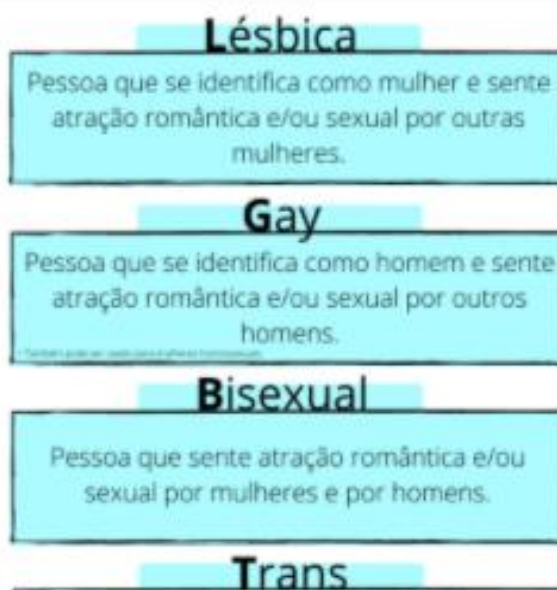 Lésbica
Pessoa que se identifica como mulher e sente
atração romântica e/ou sexual por outras
mulheres.
Gay
Pessoa que se identifica como homem e sente
atração romântica e/ou sexual por outros
homens.
Bisexual
Pessoa que sente atração romântica e/ou
sexual por mulheres e por homens.
Trans